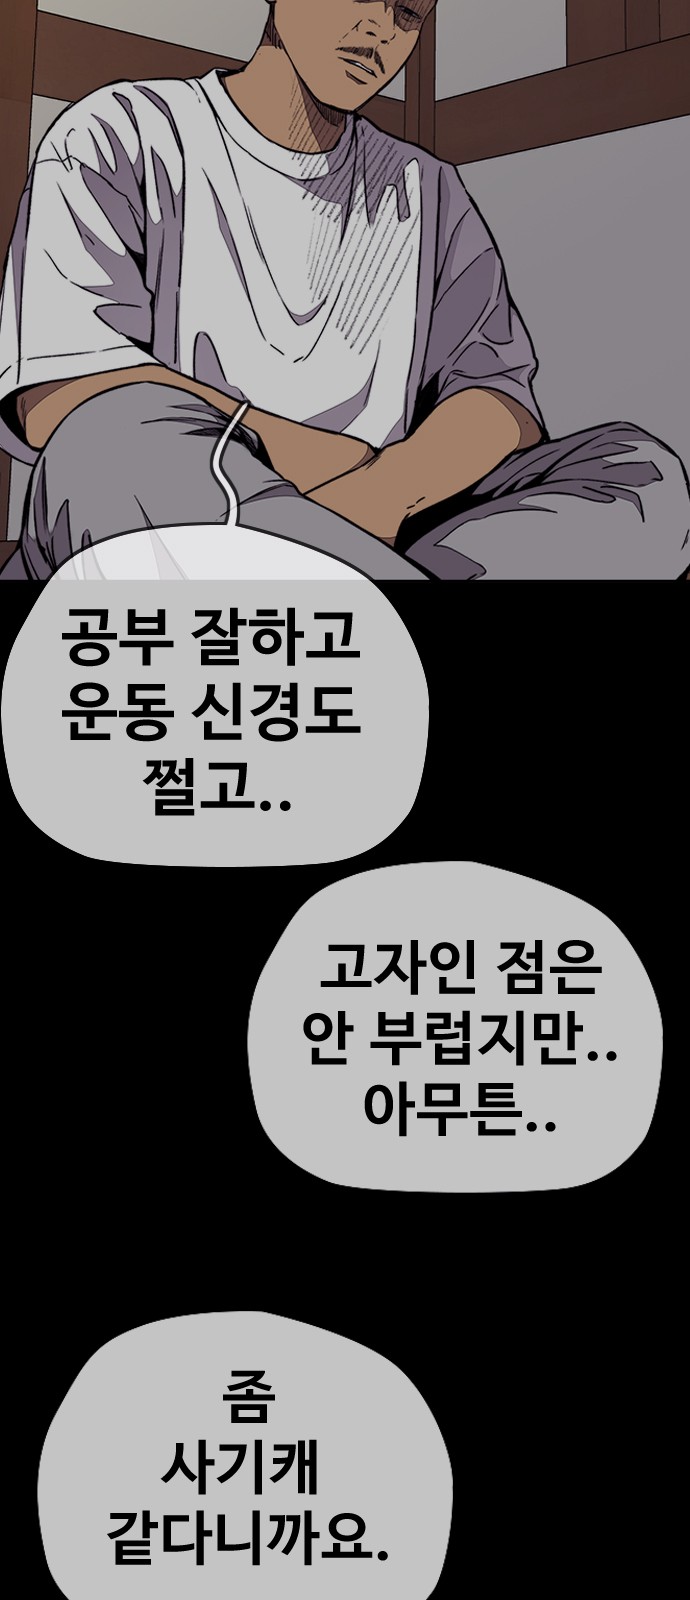 공부 잘하고
운동 신경도
쩔고..
고자인 점은
안 부럽지만..
아무튼..
좀
사기캐
같다니까요.